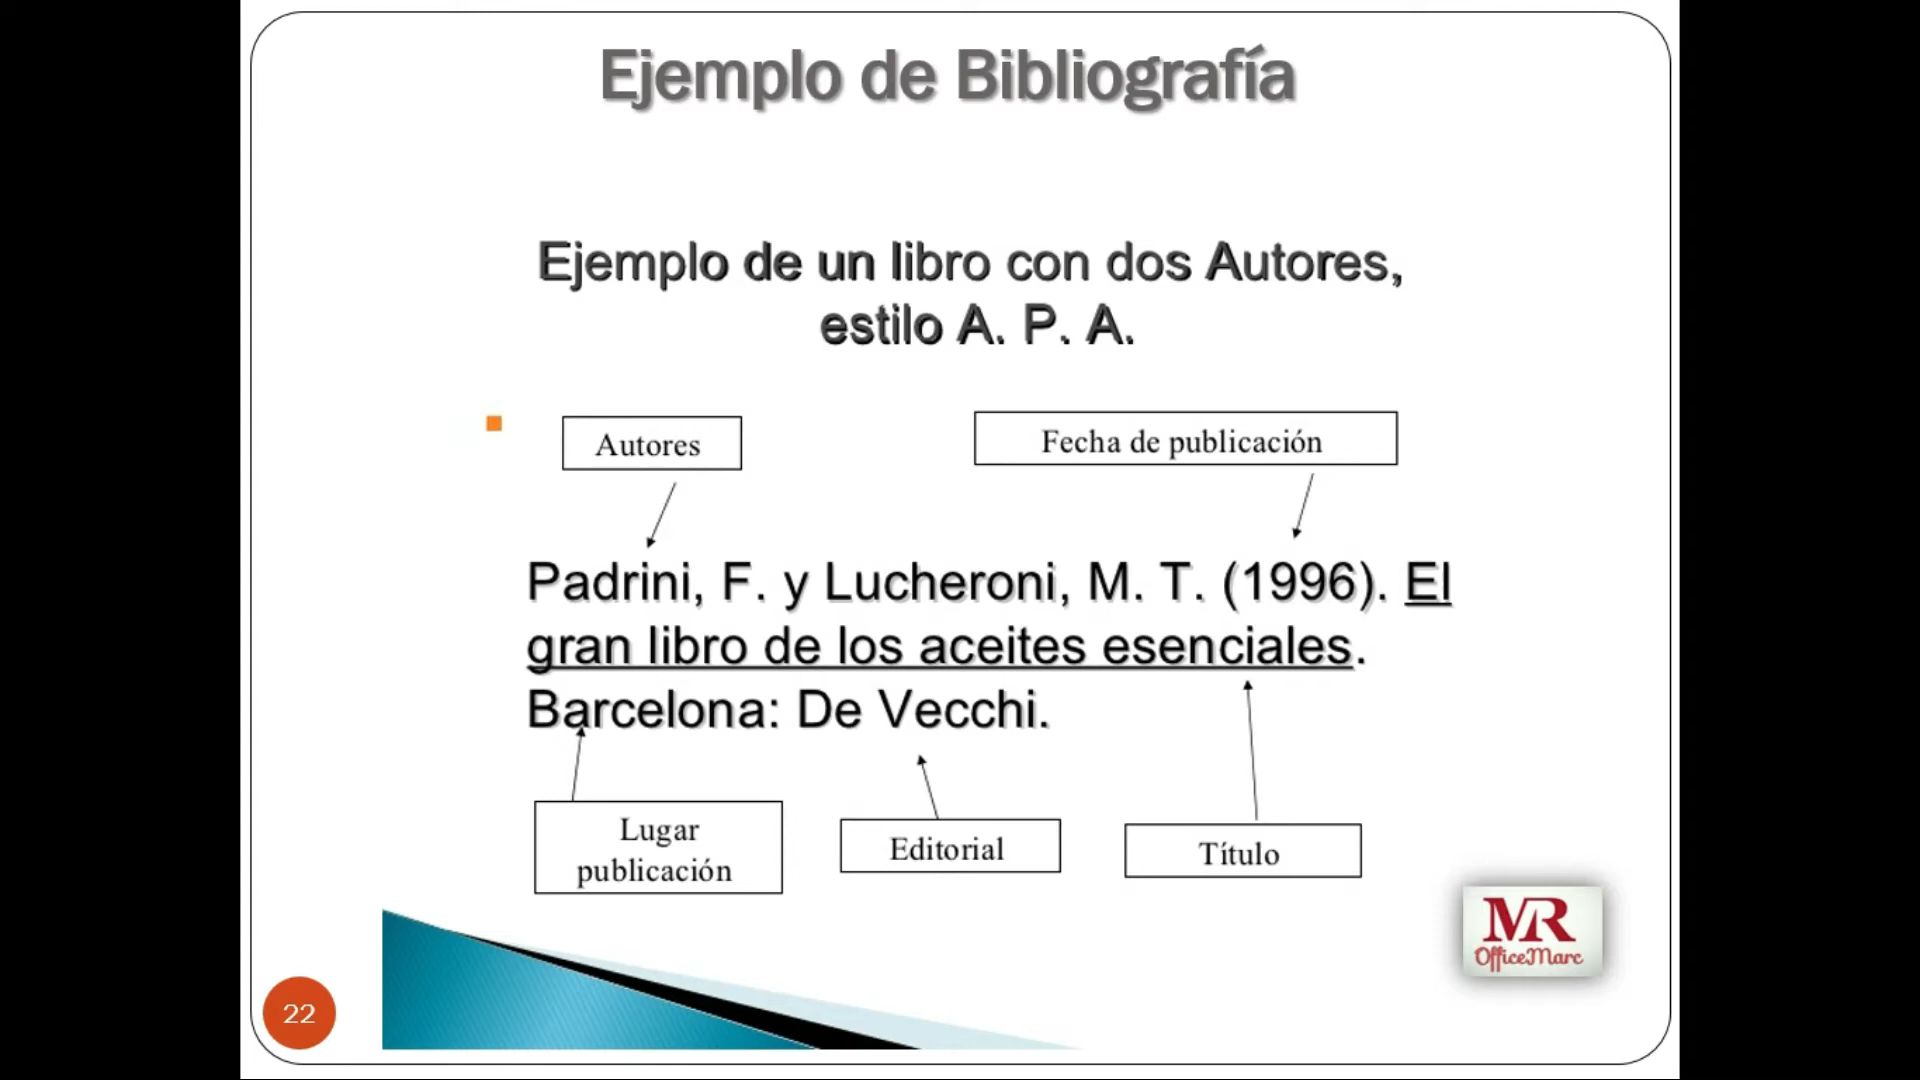 Ejemplo de Bibliografía
Ejemplo de un libro con dos Autores,
estilo A. P. A.
Autores
Fecha de publicación
Padrini, F. y Lucheroni, M. T. (1996). El
gran libro de los aceites esenciales.
Barcelona: De Vecchi.
Lugar
publicación
Editorial
Título
MR
OfficeMarc
22